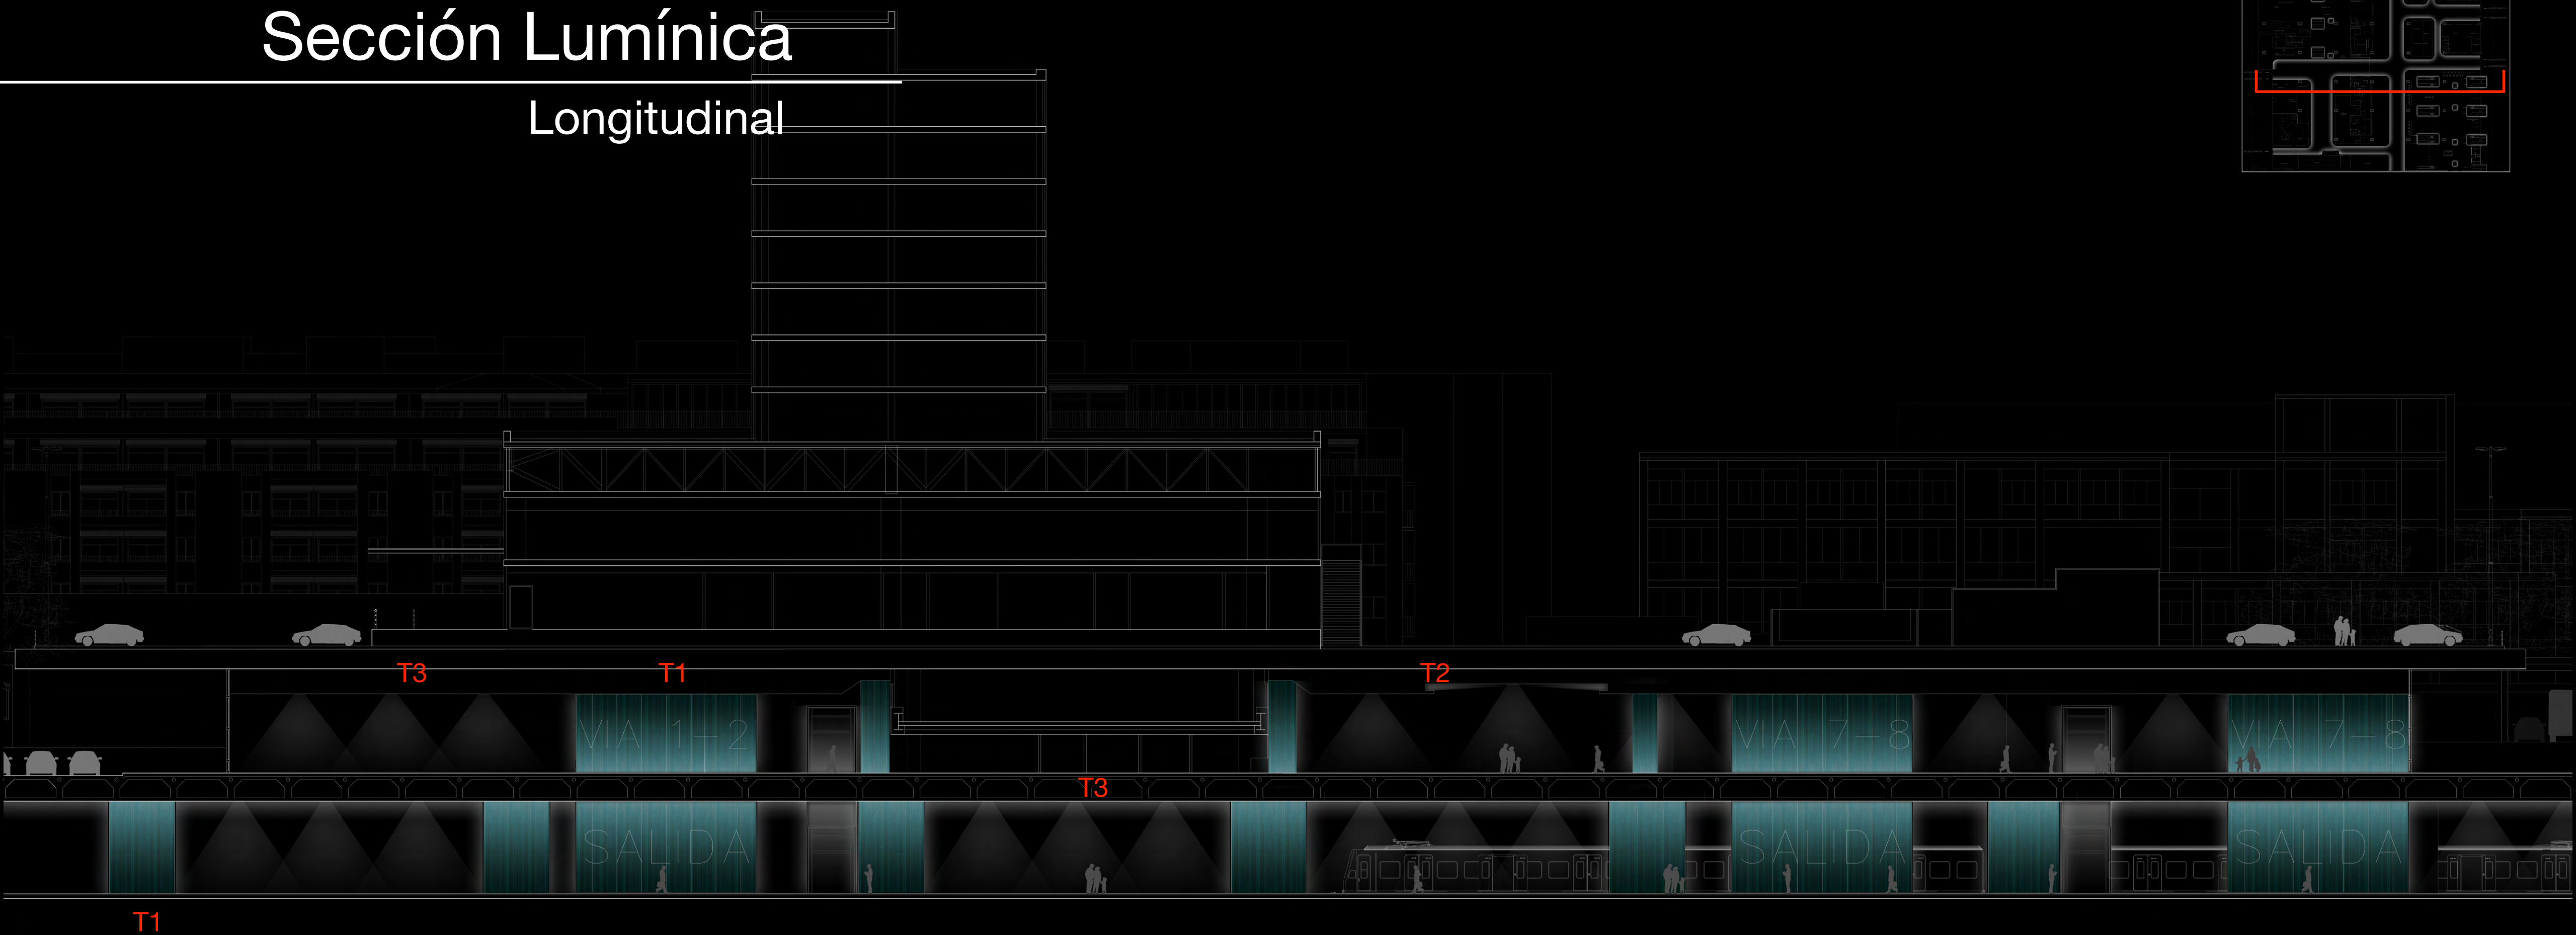 Sección Lumínica
Longitudinal
T3
T1
T2
VIA 1-2
VIA 7-8
VIA 7-8
T3
SALIDA
SALIDA
SALIDA
T1